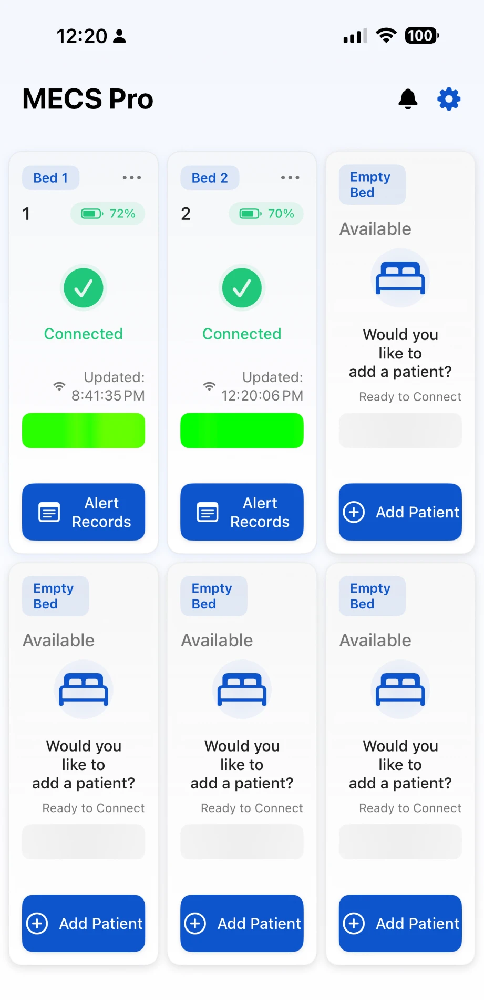 12:20
100
MECS Pro
Bed 1
1
72%
Connected
Updated:
8:41:35 PM
Alert
Records
Bed 2
2
70%
Connected
Updated:
12:20:06 PM
Alert
Records
Empty
Bed
Available
Would you
like to
add a patient?
Ready to Connect
Add Patient
Empty
Bed
Available
Would you
like to
add a patient?
Ready to Connect
Add Patient
Empty
Bed
Available
Would you
like to
add a patient?
Ready to Connect
Add Patient
Empty
Bed
Available
Would you
like to
add a patient?
Ready to Connect
Add Patient